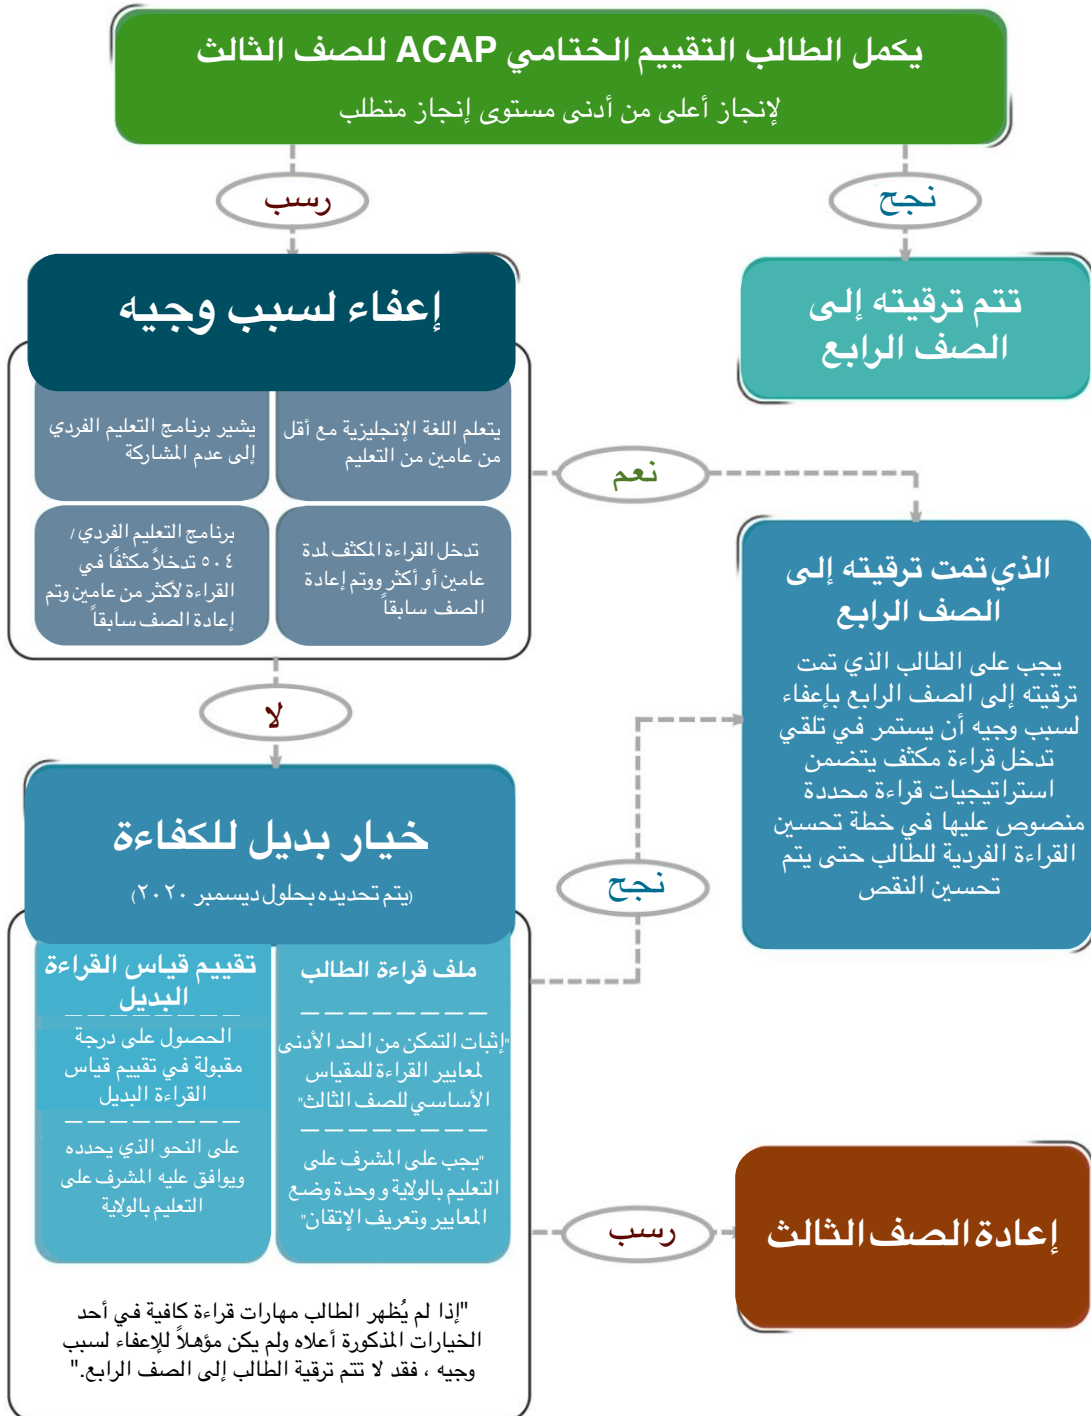 يكمل الطالب التقييم الختامي ACAP للصف الثالث
لإنجاز أعلى من أدنى مستوى إنجاز متطلب
نجح
رسب
تتم ترقيته إلى
الصف الرابع
إعفاء لسبب وجيه
يتعلم اللغة الإنجليزية مع أقل
من عامين من التعليم
يشير برنامج التعليم الفردي
إلى عدم المشاركة
تدخل القراءة المكثف لمدة
عامين أو أكثر ووتم إعادة
الصف سابقاً
برنامج التعليم الفردي/
٥٠٤ تدخلاً مكثفًا في
القراءة لأكثر من عامين وتم
إعادة الصف سابقاً
نعم
الذي تمت ترقيته إلى
الصف الرابع
يجب على الطالب الذي تمت
ترقيته إلى الصف الرابع بإعفاء
لسبب وجيه أن يستمر في تلقي
تدخل قراءة مكثف يتضمن
استراتيجيات قراءة محددة
منصوص عليها في خطة تحسين
القراءة الفردية للطالب حتى يتم
تحسين النقص
لا
خيار بديل للكفاءة
(يتم تحديده بحلول ديسمبر ٢٠٢٠)
نجح
ملف قراءة الطالب
"إثبات التمكن من الحد الأدنى
لمعايير القراءة للمقياس
الأساسي للصف الثالث"
"يجب على المشرف على
التعليم بالولاية و وحدة وضع
المعايير وتعريف الإتقان"
تقييم قياس القراءة
البديل
الحصول على درجة
مقبولة في تقييم قياس
القراءة البديل
على النحو الذي يحدده
ويوافق عليه المشرف على
التعليم بالولاية
رسب
إعادة الصف الثالث
"إذا لم يُظهر الطالب مهارات قراءة كافية في أحد
الخيارات المذكورة أعلاه ولم يكن مؤهلاً للإعفاء لسبب
وجيه ، فقد لا تتم ترقية الطالب إلى الصف الرابع."